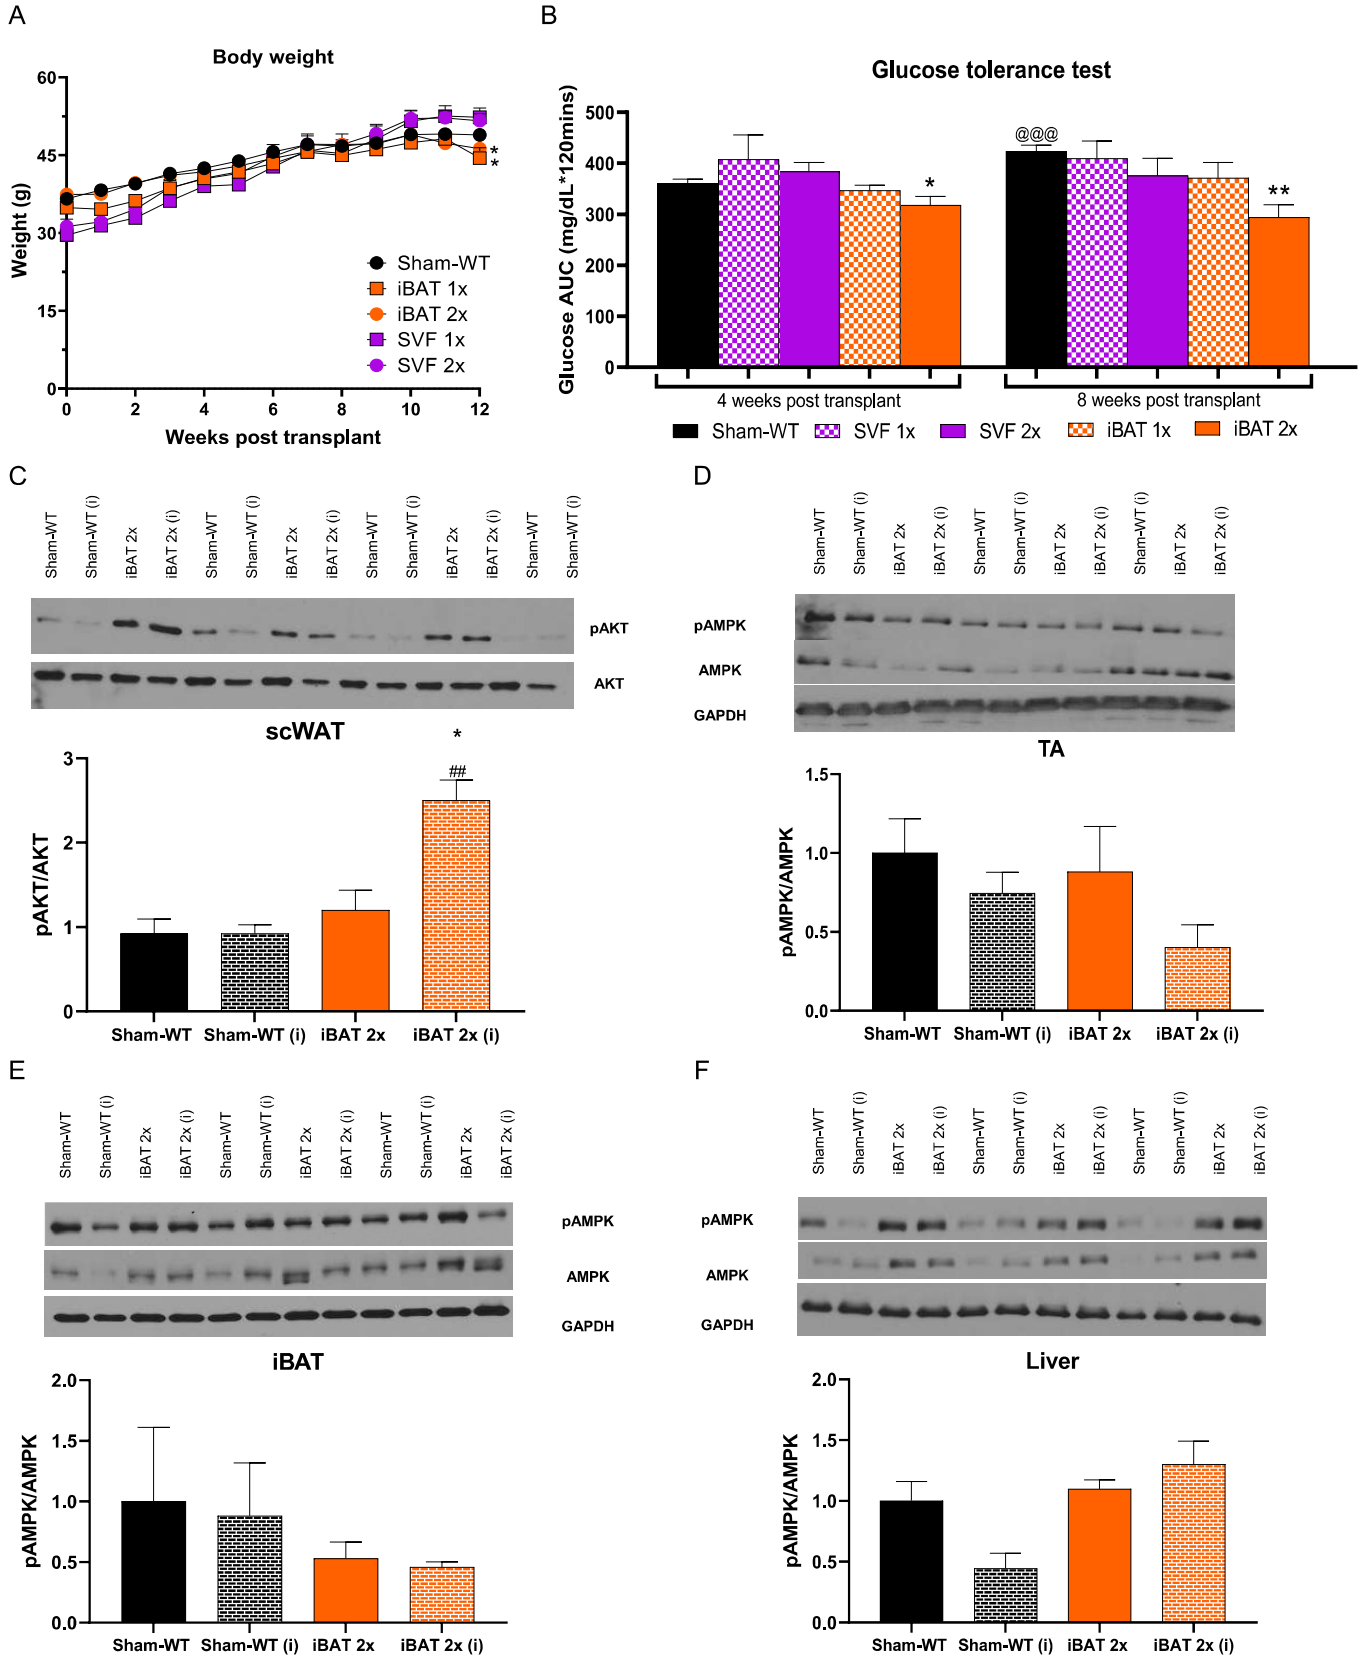 A
Body weight
Weight (g)
60
45
30
15
0
0 2 4 6 8 10 12
Weeks post transplant
*
*
Sham-WT
iBAT 1x
iBAT 2x
SVF 1x
SVF 2x
B
Glucose tolerance test
Glucose AUC (mg/dL*120mins)
500
400
300
200
100
0
*
@@@
**
4 weeks post transplant
8 weeks post transplant
Sham-WT SVF 1x SVF 2x iBAT 1x iBAT 2x
C
Sham-WT Sham-WT (i) iBAT 2x iBAT 2x (i) Sham-WT Sham-WT (i) iBAT 2x iBAT 2x (i) Sham-WT Sham-WT (i) iBAT 2x iBAT 2x (i) Sham-WT Sham-WT (i)
pAKT
AKT
scWAT
pAKT/AKT
3
2
1
0
*
##
Sham-WT Sham-WT (i) iBAT 2x iBAT 2x (i)
D
Sham-WT Sham-WT (i) iBAT 2x iBAT 2x (i) Sham-WT Sham-WT (i) iBAT 2x iBAT 2x (i) Sham-WT (i) iBAT 2x iBAT 2x (i)
pAMPK
AMPK
GAPDH
TA
pAMPK/AMPK
1.5
1.0
0.5
0.0
Sham-WT Sham-WT (i) iBAT 2x iBAT 2x (i)
E
Sham-WT Sham-WT (i) iBAT 2x iBAT 2x (i) Sham-WT Sham-WT (i) iBAT 2x iBAT 2x (i) Sham-WT Sham-WT (i) iBAT 2x iBAT 2x (i)
pAMPK
AMPK
GAPDH
iBAT
pAMPK/AMPK
2.0
1.5
1.0
0.5
0.0
Sham-WT Sham-WT (i) iBAT 2x iBAT 2x (i)
F
Sham-WT Sham-WT (i) iBAT 2x iBAT 2x (i) Sham-WT Sham-WT (i) iBAT 2x iBAT 2x (i) Sham-WT Sham-WT (i) iBAT 2x iBAT 2x (i)
pAMPK
AMPK
GAPDH
Liver
pAMPK/AMPK
2.0
1.5
1.0
0.5
0.0
Sham-WT Sham-WT (i) iBAT 2x iBAT 2x (i)